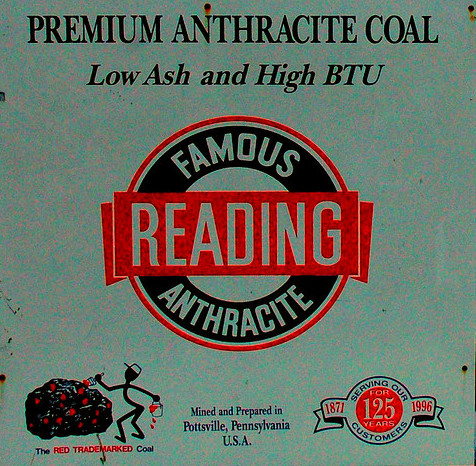 PREMIUM ANTHRACITE COAL
Low Ash and High BTU
FAMOUS
READING
ANTHRACITE
The RED TRADEMARKED Coal
Mined and Prepared in
Pottsville, Pennsylvania
U.S.A.
SERVING OUR
FOR
1871 125 1996
YEARS
CUSTOMERS